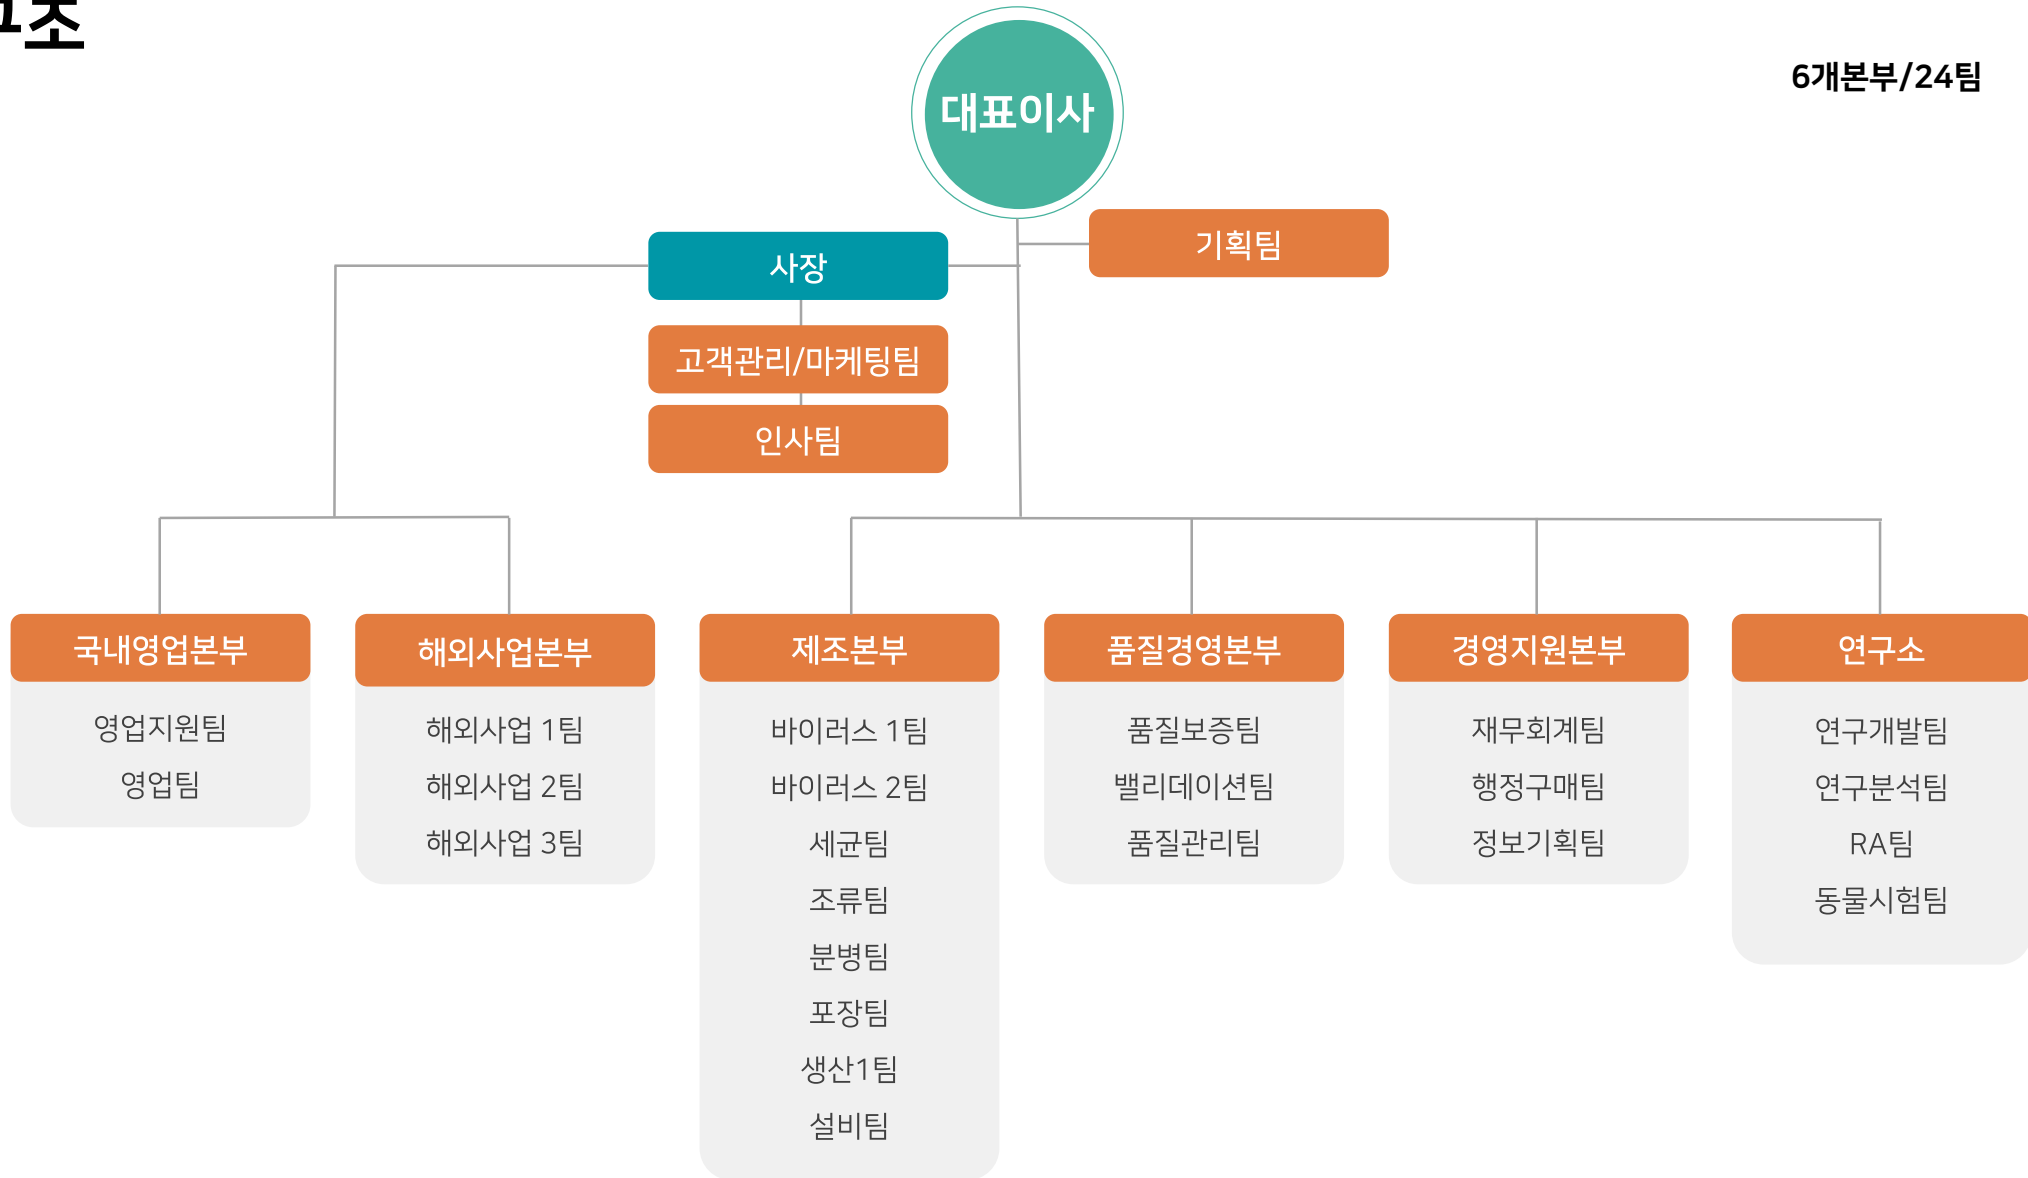 조
6개본부/24팀
대표이사
기획팀
사장
고객관리/마케팅팀
인사팀
국내영업본부
영업지원팀
영업팀
해외사업본부
해외사업 1팀
해외사업 2팀
해외사업 3팀
제조본부
바이러스 1팀
바이러스 2팀
세균팀
조류팀
분병팀
포장팀
생산1팀
설비팀
품질경영본부
품질보증팀
밸리데이션팀
품질관리팀
경영지원본부
재무회계팀
행정구매팀
정보기획팀
연구소
연구개발팀
연구분석팀
RA팀
동물시험팀